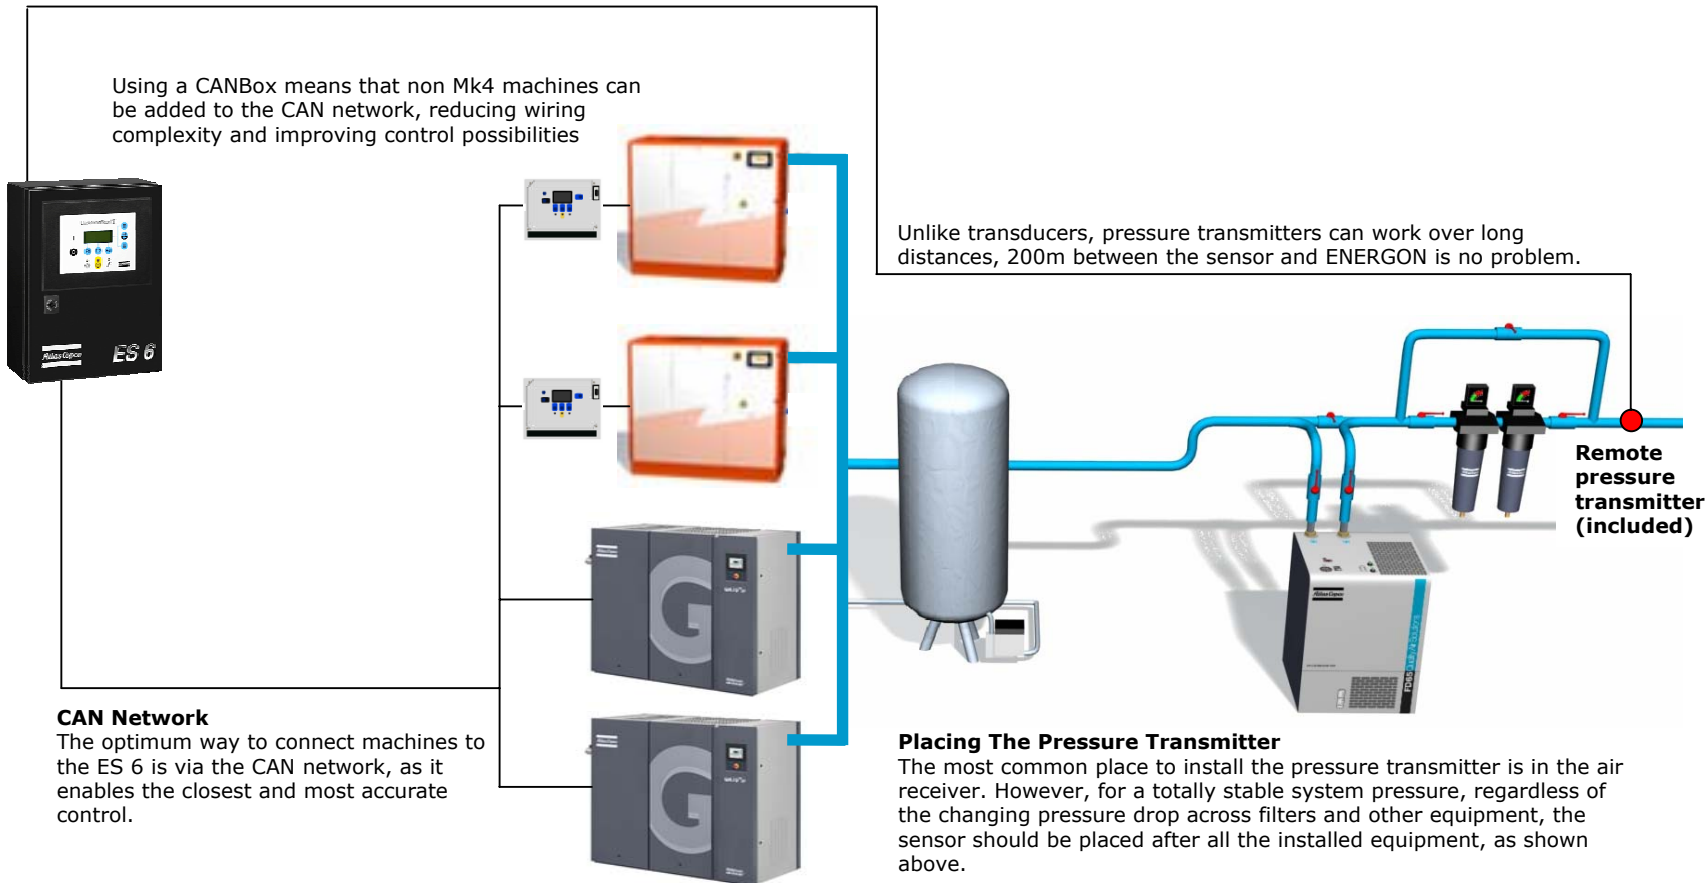 Using a CANBox means that non Mk4 machines can
be added to the CAN network, reducing wiring
complexity and improving control possibilities
Unlike transducers, pressure transmitters can work over long
distances, 200m between the sensor and ENERGON is no problem.
Atlas Copco
ES 6
Remote
pressure
transmitter
(included)
G
Atlas Copco
FD65
G
CAN Network
The optimum way to connect machines to
the ES 6 is via the CAN network, as it
enables the closest and most accurate
control.
Placing The Pressure Transmitter
The most common place to install the pressure transmitter is in the air
receiver. However, for a totally stable system pressure, regardless of
the changing pressure drop across filters and other equipment, the
sensor should be placed after all the installed equipment, as shown
above.